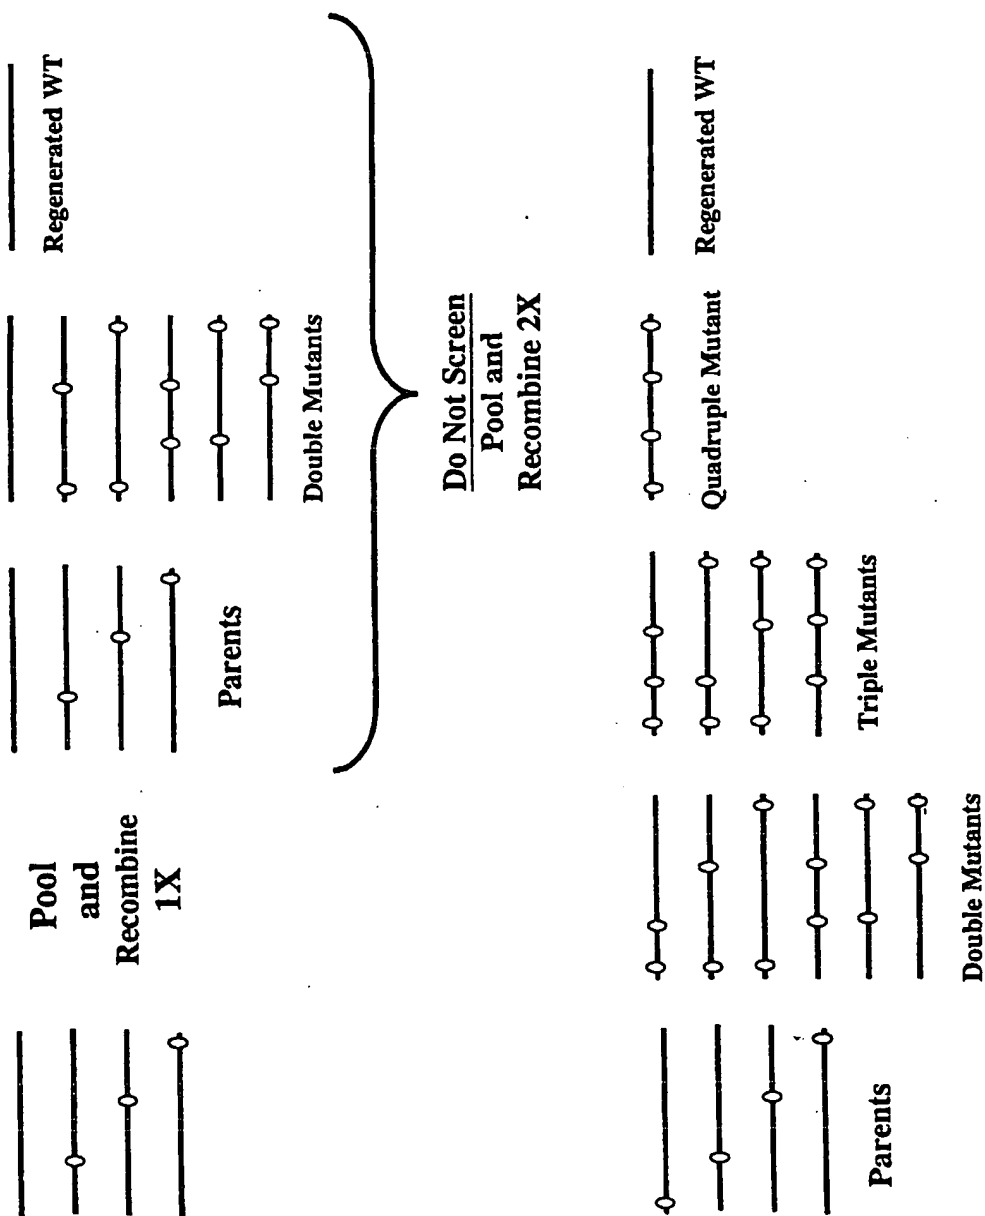 Pool
and
Recombine
1X
Parents
Double Mutants
Regenerated WT
Do Not Screen
Pool and
Recombine 2X
Parents
Double Mutants
Triple Mutants
Quadruple Mutant
Regenerated WT